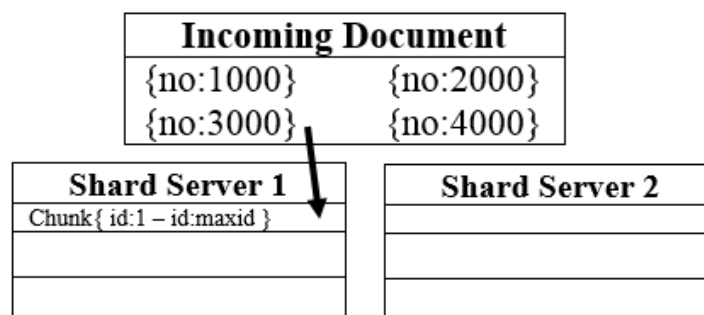 Incoming Document
{no:1000} {no:2000}
{no:3000} {no:4000}
Shard Server 1
Chunk{ id:1 – id:maxid }
Shard Server 2